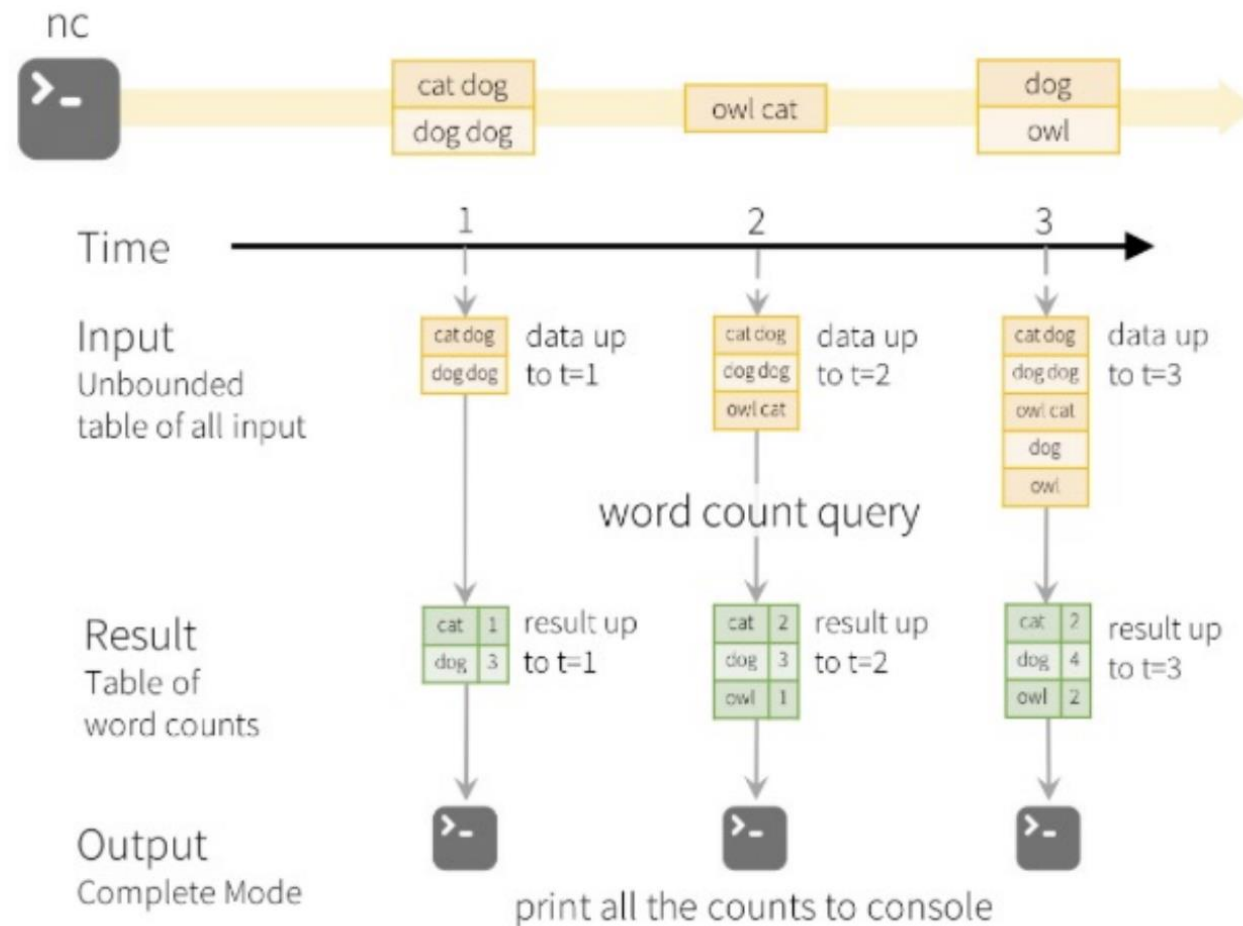 nc
>_
cat dog
dog dog
owl cat
dog
owl
1 2 3
Time
Input
Unbounded
table of all input
cat dog
dog dog
data up
to t=1
cat dog
dog dog
owl cat
data up
to t=2
cat dog
dog dog
owl cat
dog
owl
data up
to t=3
word count query
Result
Table of
word counts
cat 1
dog 3
result up
to t=1
cat 2
dog 3
owl 1
result up
to t=2
cat 2
dog 4
owl 2
result up
to t=3
Output
Complete Mode
>_
>_
>_
print all the counts to console